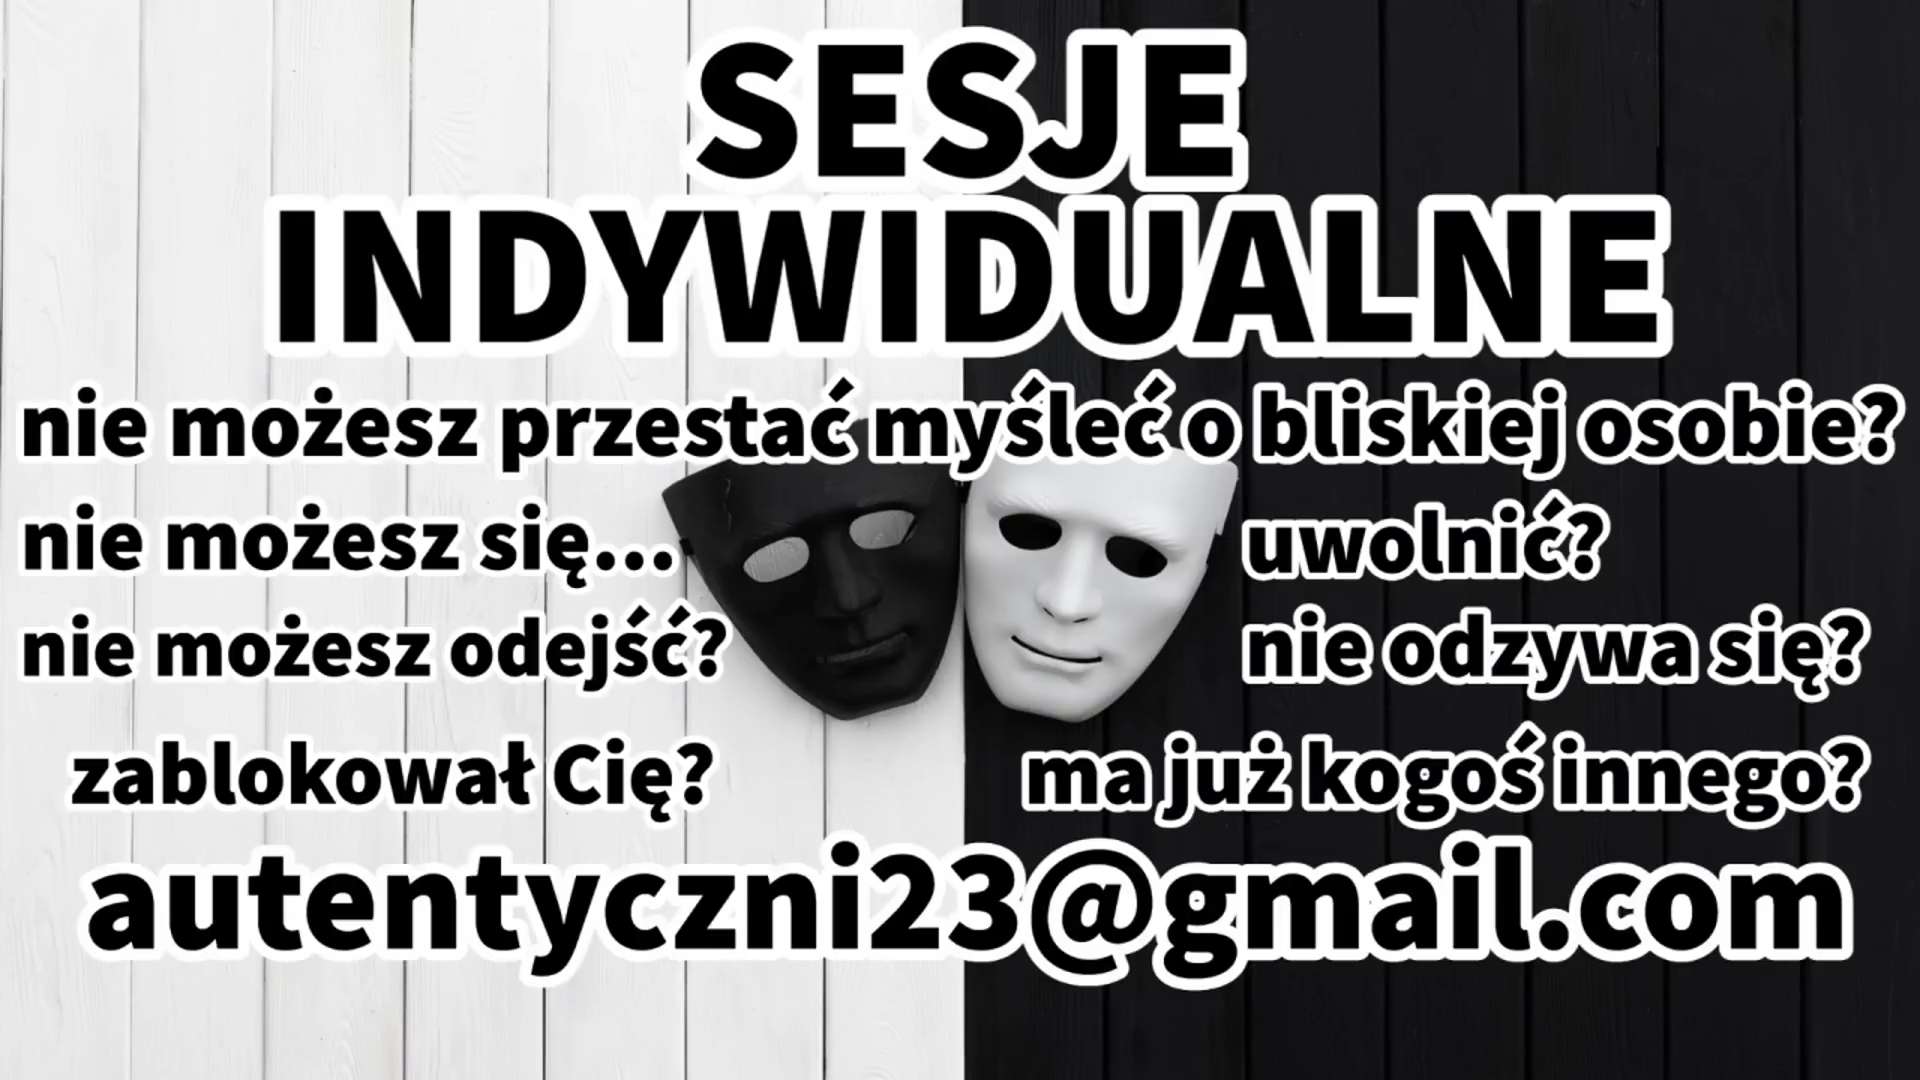 SESJE
INDYWIDUALNE
nie możesz przestać myśleć o bliskiej osobie?
nie możesz się... uwolnić?
nie możesz odejść? nie odzywa się?
zablokował Cię? ma już kogoś innego?
autentyczni23@gmail.com